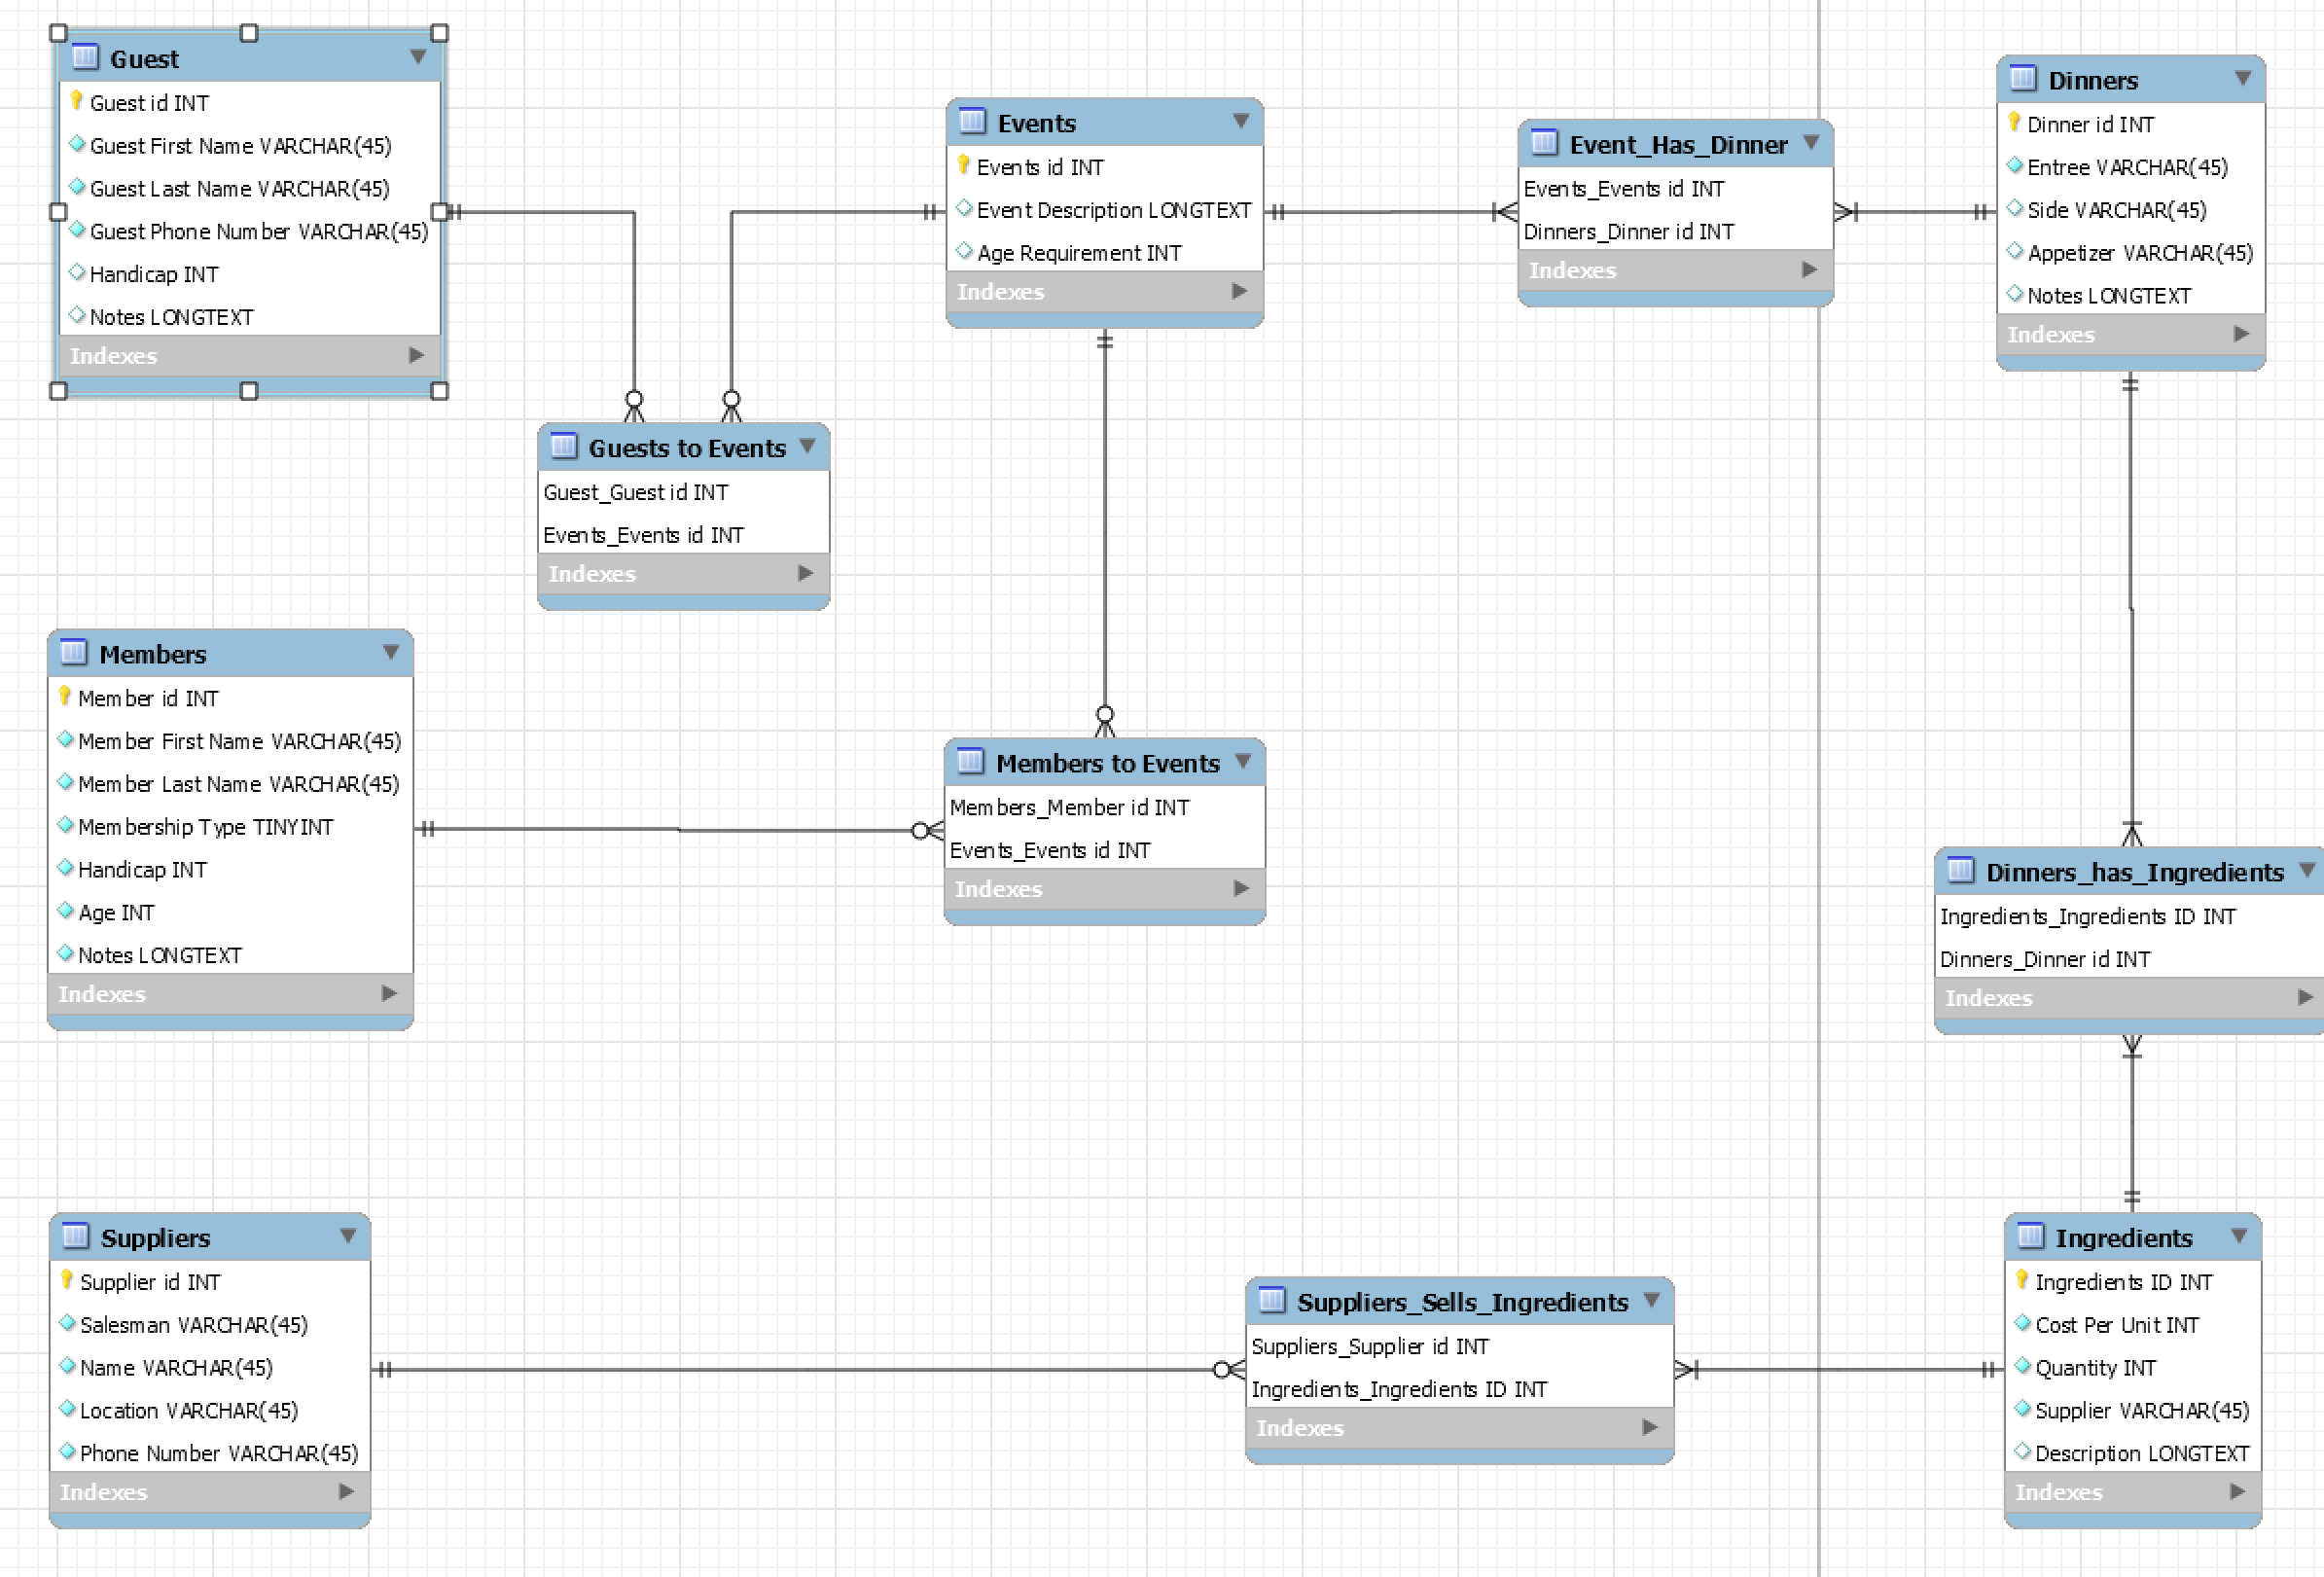 Guest
Guest id INT
Guest First Name VARCHAR(45)
Guest Last Name VARCHAR(45)
Guest Phone Number VARCHAR(45)
Handicap INT
Notes LONGTEXT
Indexes
Events
Events id INT
Event Description LONGTEXT
Age Requirement INT
Indexes
Event_Has_Dinner
Events_Events id INT
Dinners_Dinner id INT
Indexes
Dinners
Dinner id INT
Entree VARCHAR(45)
Side VARCHAR(45)
Appetizer VARCHAR(45)
Notes LONGTEXT
Indexes
Guests to Events
Guest_Guest id INT
Events_Events id INT
Indexes
Members
Member id INT
Member First Name VARCHAR(45)
Member Last Name VARCHAR(45)
Membership Type TINYINT
Handicap INT
Age INT
Notes LONGTEXT
Indexes
Members to Events
Members_Member id INT
Events_Events id INT
Indexes
Dinners_has_Ingredients
Ingredients_Ingredients ID INT
Dinners_Dinner id INT
Indexes
Suppliers
Supplier id INT
Salesman VARCHAR(45)
Name VARCHAR(45)
Location VARCHAR(45)
Phone Number VARCHAR(45)
Indexes
Suppliers_Sells_Ingredients
Suppliers_Supplier id INT
Ingredients_Ingredients ID INT
Indexes
Ingredients
Ingredients ID INT
Cost Per Unit INT
Quantity INT
Supplier VARCHAR(45)
Description LONGTEXT
Indexes